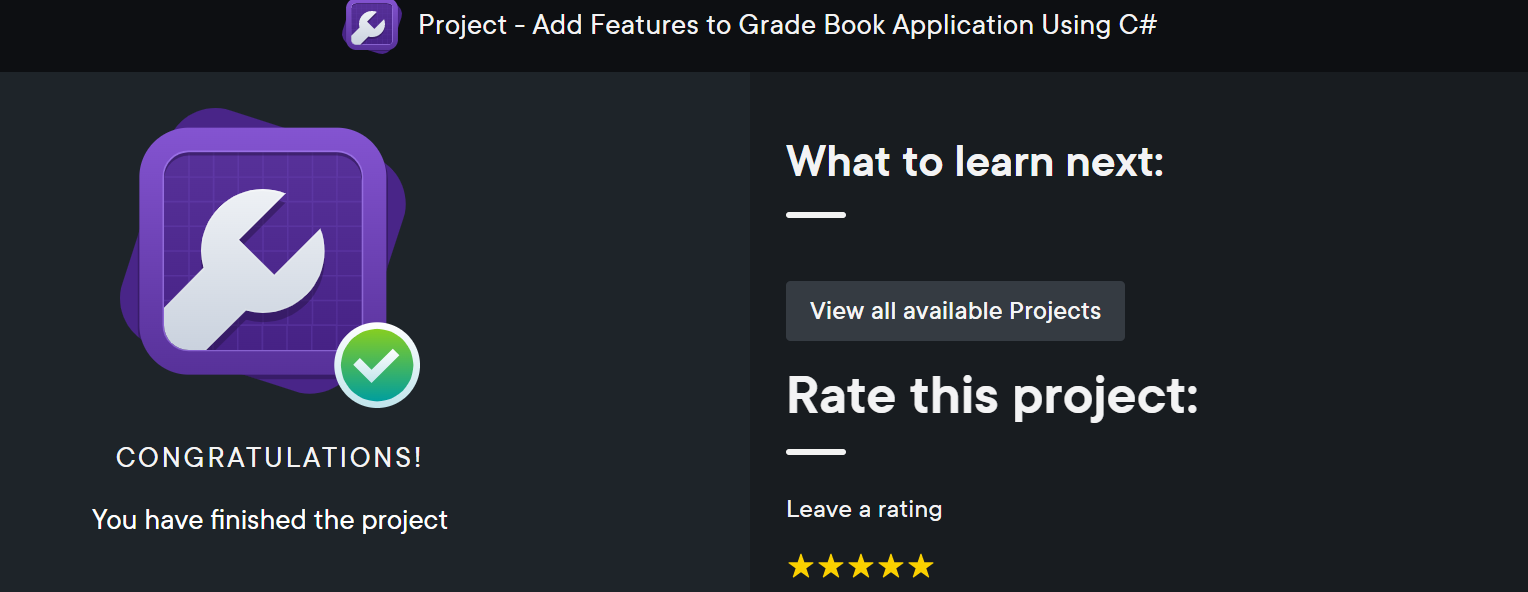 Project - Add Features to Grade Book Application Using C#
CONGRATULATIONS!
You have finished the project
What to learn next:
View all available Projects
Rate this project:
Leave a rating